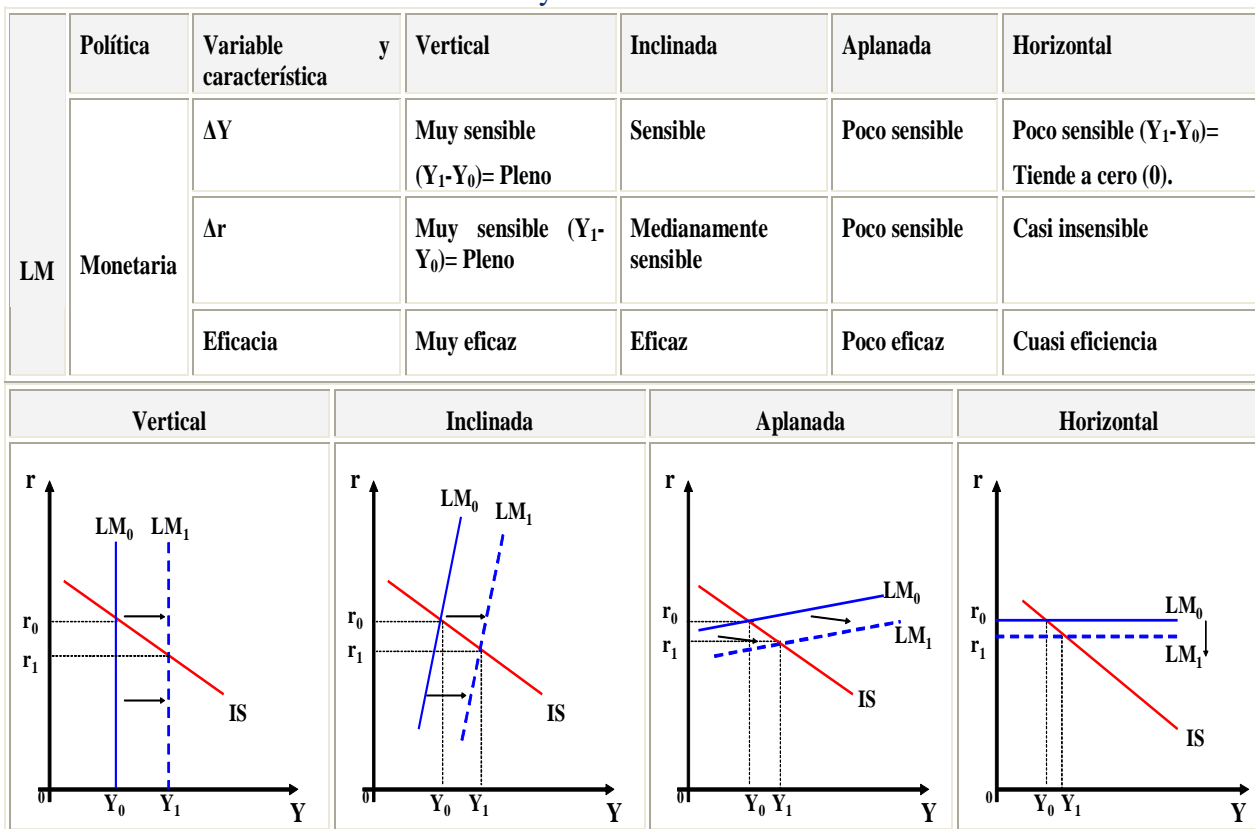 Política Variable y característica Vertical Inclinada Aplanada Horizontal
LM Monetaria
ΔY
Muy sensible
(Y₁-Y₀)= Pleno
Sensible
Poco sensible
Poco sensible (Y₁-Y₀)=
Tiende a cero (0).
Δr
Muy sensible (Y₁-
Y₀)= Pleno
Medianamente
sensible
Poco sensible
Casi insensible
Eficacia
Muy eficaz
Eficaz
Poco eficaz
Cuasi eficiencia
Vertical
Inclinada
Aplanada
Horizontal
r
LM₀ LM₁
r₀
r₁
IS
0 Y₀ Y₁ Y
r
LM₀ LM₁
r₀
r₁
IS
0 Y₀ Y₁ Y
r
LM₀
r₀
LM₁
r₁
IS
0 Y₀ Y₁ Y
r
LM₀
r₀
r₁
LM₁
IS
0 Y₀ Y₁ Y